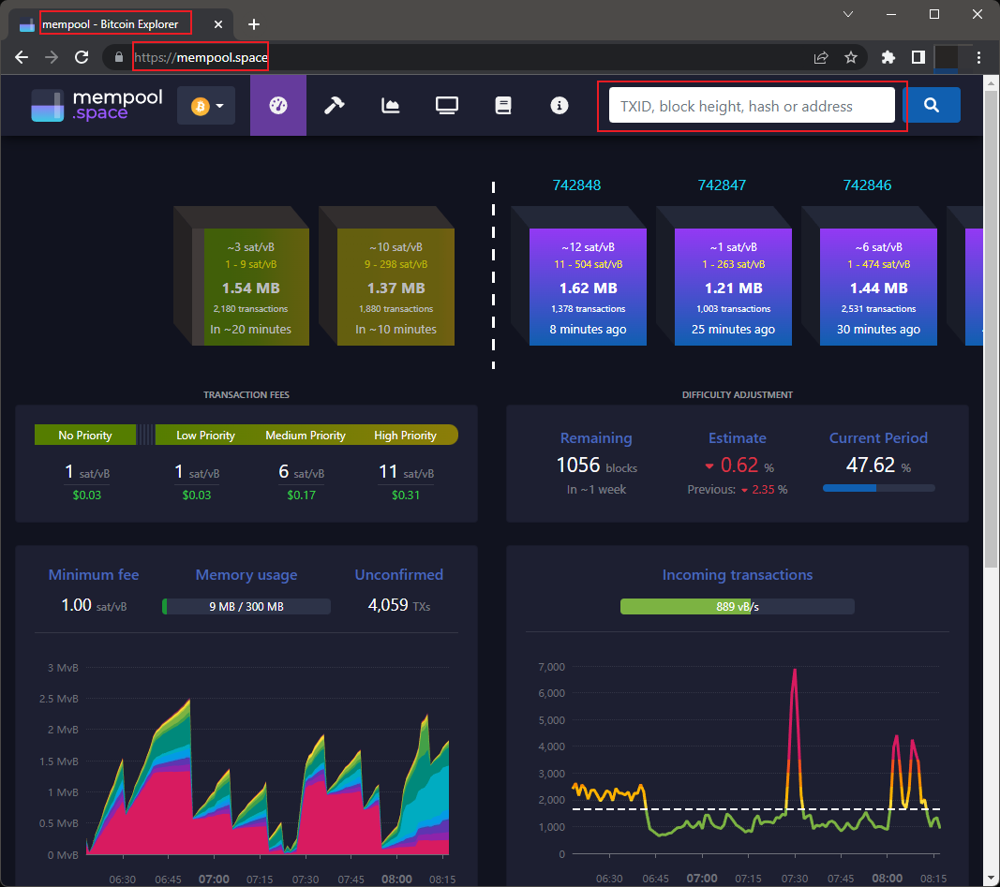 mempool - Bitcoin Explorer
https://mempool.space
mempool
.space
TXID, block height, hash or address
742848 742847 742846
~3 sat/vB
1 - 9 sat/vB
1.54 MB
2,180 transactions
In ~20 minutes
~10 sat/vB
9 - 298 sat/vB
1.37 MB
1,880 transactions
In ~10 minutes
~12 sat/vB
11 - 504 sat/vB
1.62 MB
1,378 transactions
8 minutes ago
~1 sat/vB
1 - 263 sat/vB
1.21 MB
1,003 transactions
25 minutes ago
~6 sat/vB
1 - 474 sat/vB
1.44 MB
2,531 transactions
30 minutes ago
TRANSACTION FEES
No Priority Low Priority Medium Priority High Priority
1 sat/vB 1 sat/vB 6 sat/vB 11 sat/vB
$0.03 $0.03 $0.17 $0.31
DIFFICULTY ADJUSTMENT
Remaining Estimate Current Period
1056 blocks 0.62 % 47.62 %
In ~1 week Previous: 2.35 %
Minimum fee Memory usage Unconfirmed
1.00 sat/vB 9 MB / 300 MB 4,059 TXs
3 MvB
2.5 MvB
2 MvB
1.5 MvB
1 MvB
0.5 MvB
0 MvB
06:30 06:45 07:00 07:15 07:30 07:45 08:00 08:15
Incoming transactions
889 vB/s
7,000
6,000
5,000
4,000
3,000
2,000
1,000
0
06:30 06:45 07:00 07:15 07:30 07:45 08:00 08:15